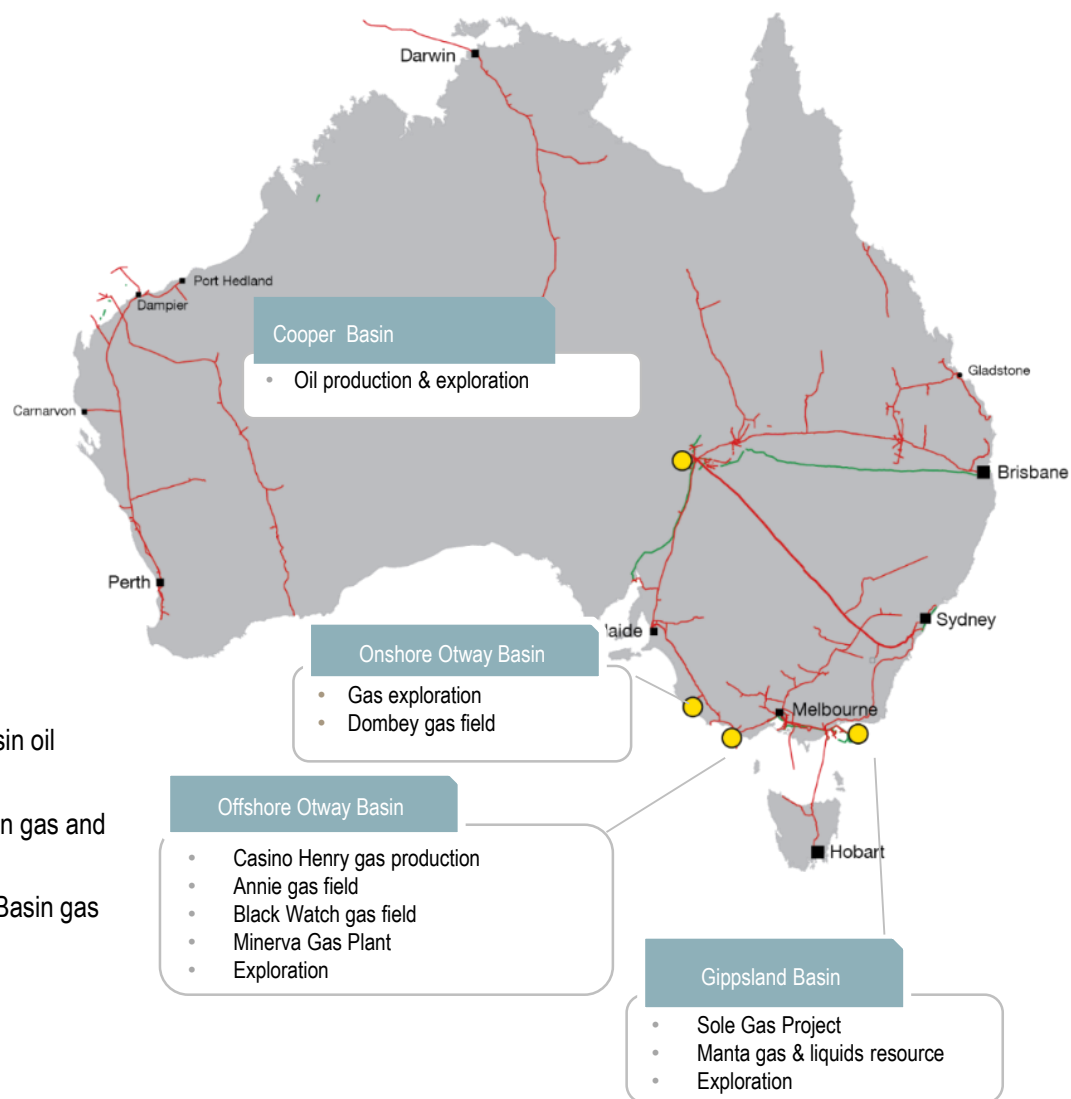 Darwin
Port Hedland
Dampier
Cooper Basin
• Oil production & exploration
Gladstone
Carnarvon
Brisbane
Perth
Sydney
laide
Onshore Otway Basin
• Gas exploration
• Dombey gas field
Melbourne
sin oil
Offshore Otway Basin
n gas and
• Casino Henry gas production
• Annie gas field
• Black Watch gas field
• Minerva Gas Plant
• Exploration
Hobart
Basin gas
Gippsland Basin
• Sole Gas Project
• Manta gas & liquids resource
• Exploration